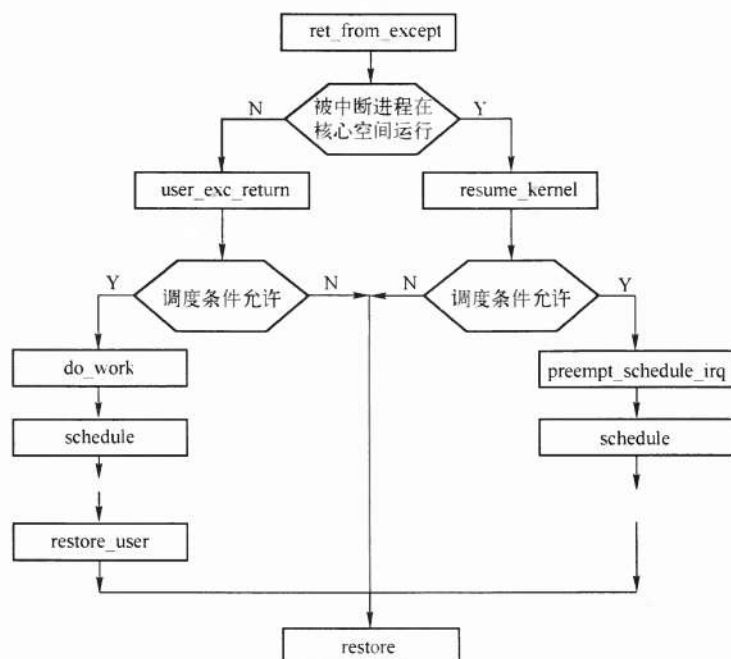 ret_from_except
被中断进程在
核心空间运行
N
Y
user_exc_return
resume_kernel
调度条件允许
Y
N
调度条件允许
N
Y
do_work
preempt_schedule_irq
schedule
schedule
restore_user
restore